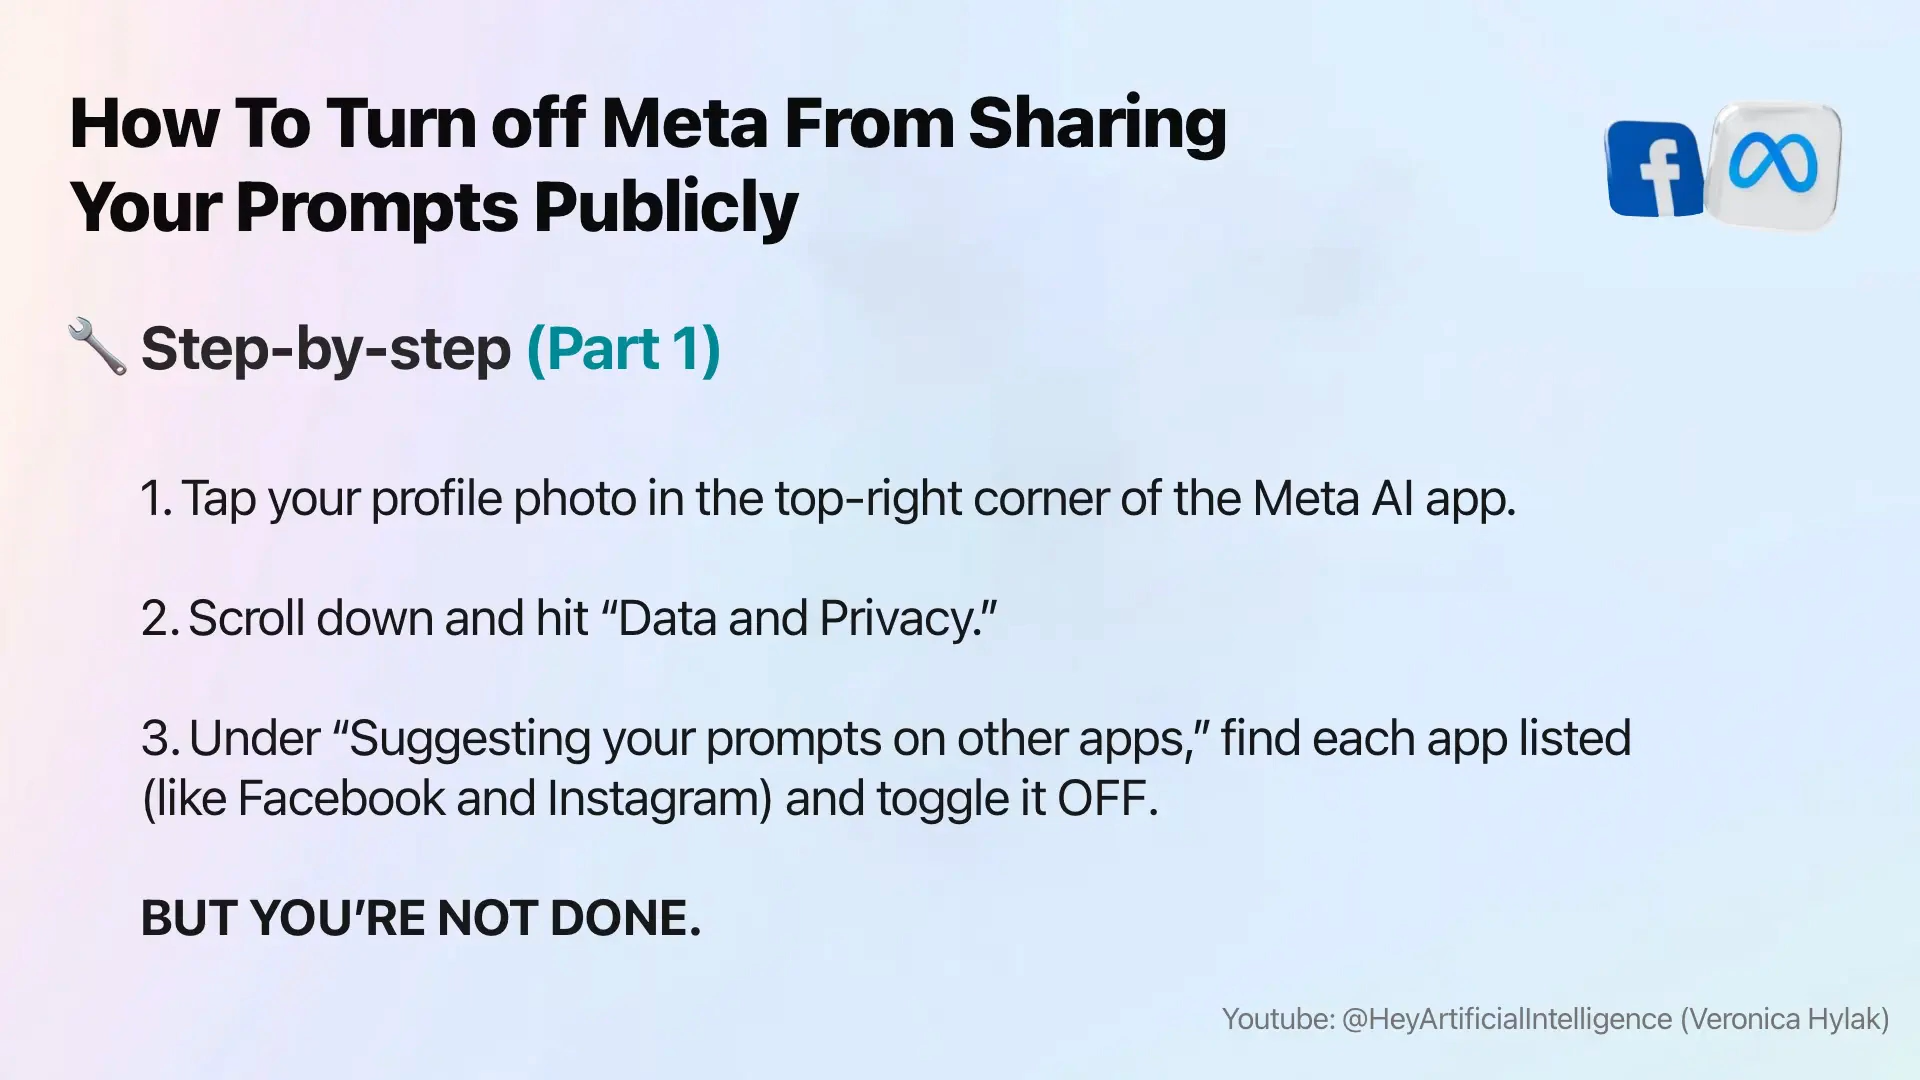 How To Turn off Meta From Sharing
Your Prompts Publicly
Step-by-step (Part 1)
1. Tap your profile photo in the top-right corner of the Meta AI app.
2. Scroll down and hit “Data and Privacy.”
3. Under “Suggesting your prompts on other apps,” find each app listed
(like Facebook and Instagram) and toggle it OFF.
BUT YOU’RE NOT DONE.
Youtube: @HeyArtificialIntelligence (Veronica Hylak)